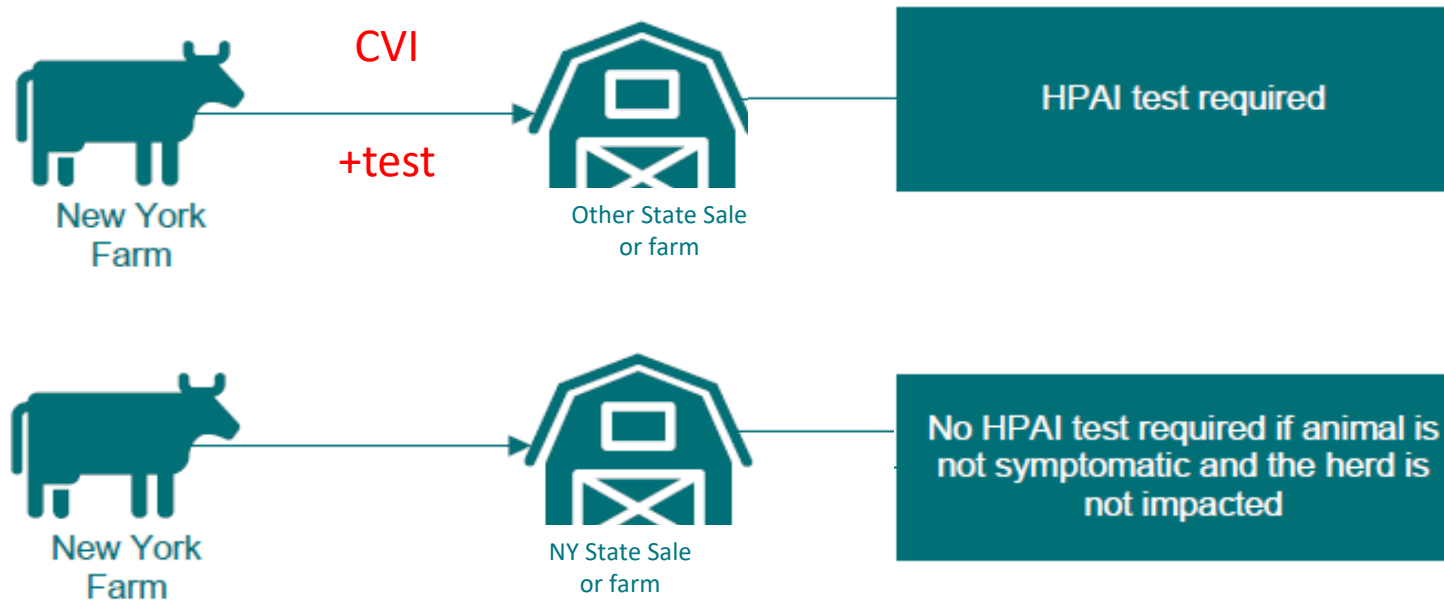 CVI
+test
New York
Farm
Other State Sale
or farm
HPAI test required
New York
Farm
NY State Sale
or farm
No HPAI test required if animal is
not symptomatic and the herd is
not impacted